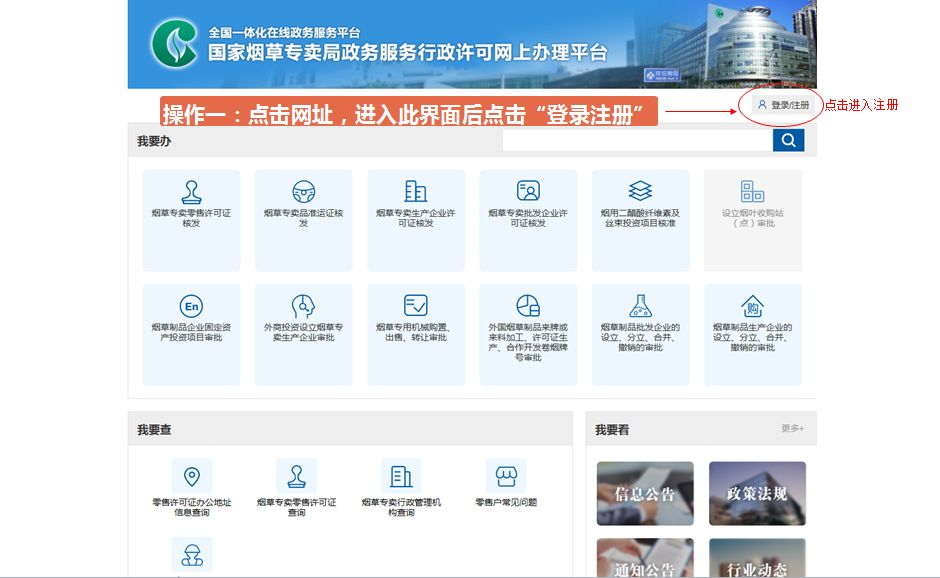 全国一体化在线政务服务平台
国家烟草专卖局政务服务行政许可网上办理平台
操作一：点击网址，进入此界面后点击“登录注册”
登录/注册
点击进入注册
我要办
烟草专卖零售许可证
核发
烟草专卖品准运证核
发
烟草专卖生产企业许
可证核发
烟草专卖批发企业许
可证核发
烟用二醋酸纤维素及
丝束投资项目核准
设立烟叶收购站
（点）审批
En
烟草制品企业固定资
产投资项目审批
外商投资设立烟草专
卖生产企业审批
烟草专用机械购置、
出售、转让审批
外国烟草制品来牌或
来料加工、许可证生
产、合作开发卷烟牌
号审批
烟草制品批发企业的
设立、分立、合并、
撤销的审批
购
烟草制品生产企业的
设立、分立、合并、
撤销的审批
我要查
零售许可证办公地址
信息查询
烟草专卖零售许可证
查询
烟草专卖行政管理机
构查询
零售户常见问题
我要看
更多+
信息公告
政策法规
通知公告
行业动态